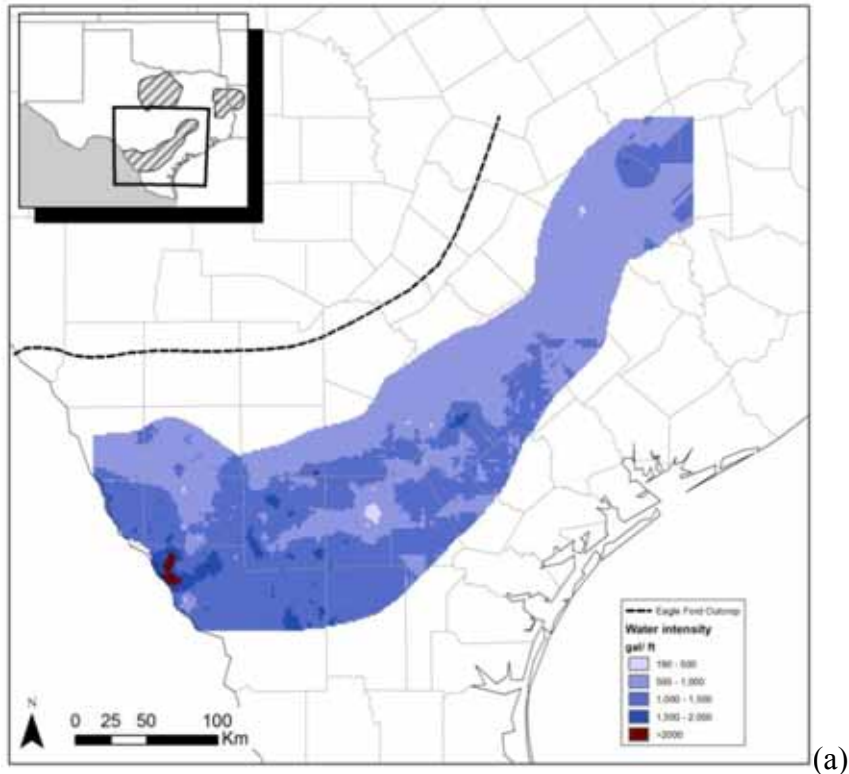 Eagle Ford Outcrop
Water intensity
gal/ ft
500 - 1,000
1,000 - 1,500
1,500 - 2,000
>2000
N
0 25 50 100
Km
(a)